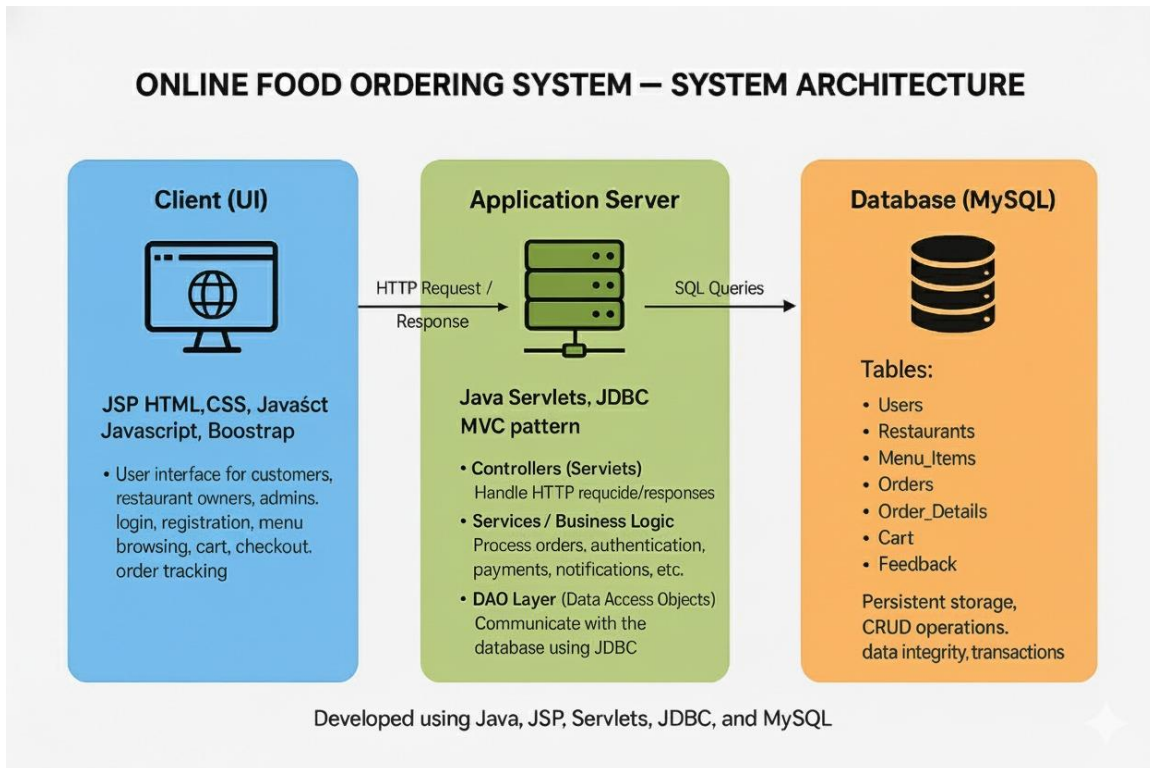 ONLINE FOOD ORDERING SYSTEM — SYSTEM ARCHITECTURE
Client (UI)
JSP HTML,CSS, Javaśct
Javascript, Boostrap
• User interface for customers,
restaurant owners, admins.
login, registration, menu
browsing, cart, checkout.
order tracking
HTTP Request /
Response
Application Server
Java Servlets, JDBC
MVC pattern
• Controllers (Serviets)
Handle HTTP requcide/responses
• Services / Business Logic
Process orders, authentication,
payments, notifications, etc.
• DAO Layer (Data Access Objects)
Communicate with the
database using JDBC
SQL Queries
Database (MySQL)
Tables:
• Users
• Restaurants
• Menu_Items
• Orders
• Order_Details
• Cart
• Feedback
Persistent storage,
CRUD operations.
data integrity, transactions
Developed using Java, JSP, Servlets, JDBC, and MySQL